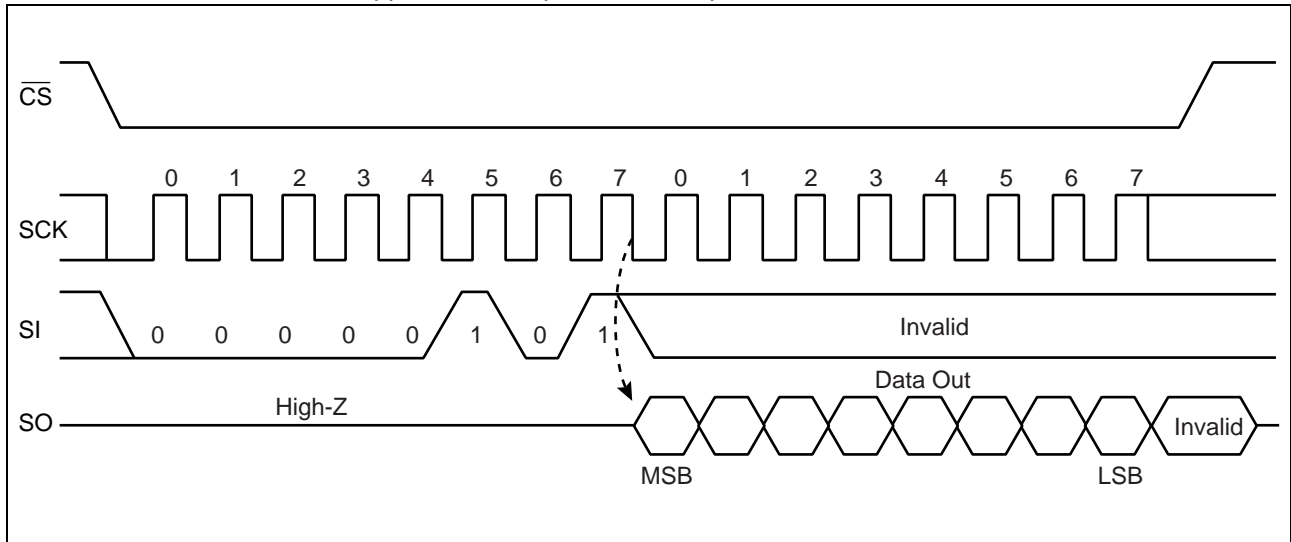 CS
0 1 2 3 4 5 6 7 0 1 2 3 4 5 6 7
SCK
SI
0 0 0 0 0 1 0 1
Invalid
Data Out
High-Z
SO
Invalid
MSB
LSB